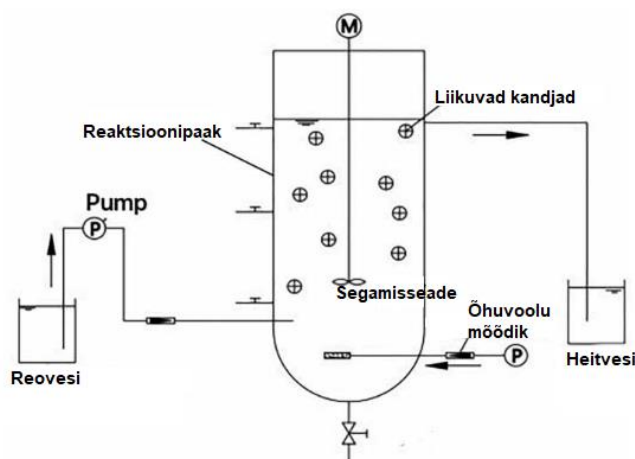 M
Liikuvad kandjad
Reaktsioonipaak
Pump
P
Segamisseade
Õhuvoolu
mõõdik
P
Reovesi
Heitvesi